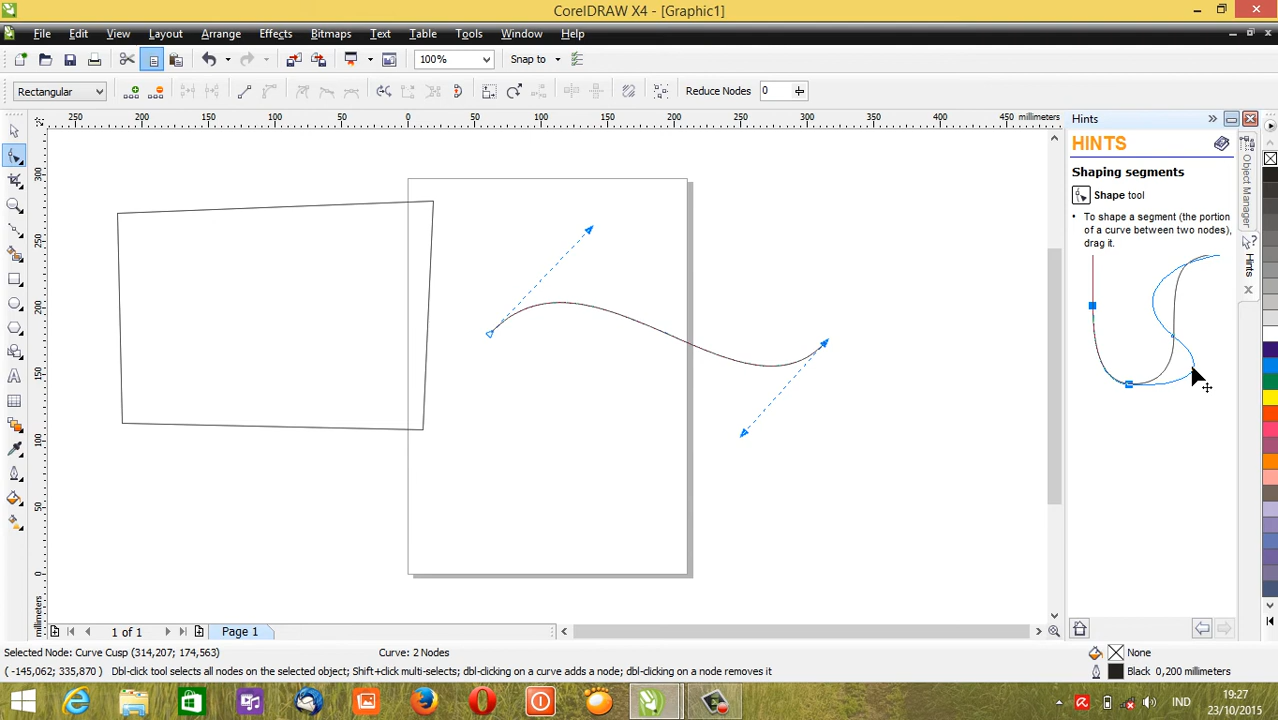 CorelDRAW X4 - [Graphic1]
File Edit View Layout Arrange Effects Bitmaps Text Table Tools Window Help
100% Snap to
Rectangular Reduce Nodes 0
250 200 150 100 50 0 50 100 150 200 250 300 350 400 450 millimeters
300
250
200
150
100
50
0
millimeters
Hints
HINTS
Shaping segments
Shape tool
• To shape a segment (the portion
of a curve between two nodes),
drag it.
Object Manager
Hints
1 of 1 Page 1
Selected Node: Curve Cusp (314,207; 174,563) Curve: 2 Nodes None
( -145,062; 335,870 ) Dbl-click tool selects all nodes on the selected object; Shift+click multi-selects; dbl-clicking on a curve adds a node; dbl-clicking on a node removes it Black 0,200 millimeters
IND
19:27
23/10/2015